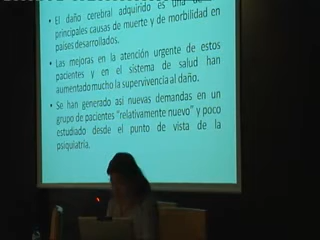 • El daño cerebral adquirido es una de las
principales causas de muerte y de morbilidad en
países desarrollados.
• Las mejoras en la atención urgente de estos
pacientes y en el sistema de salud han
aumentado mucho la supervivencia al daño.
• Se han generado así nuevas demandas en un
grupo de pacientes "relativamente nuevo" y poco
estudiado desde el punto de vista de la
psiquiatría.